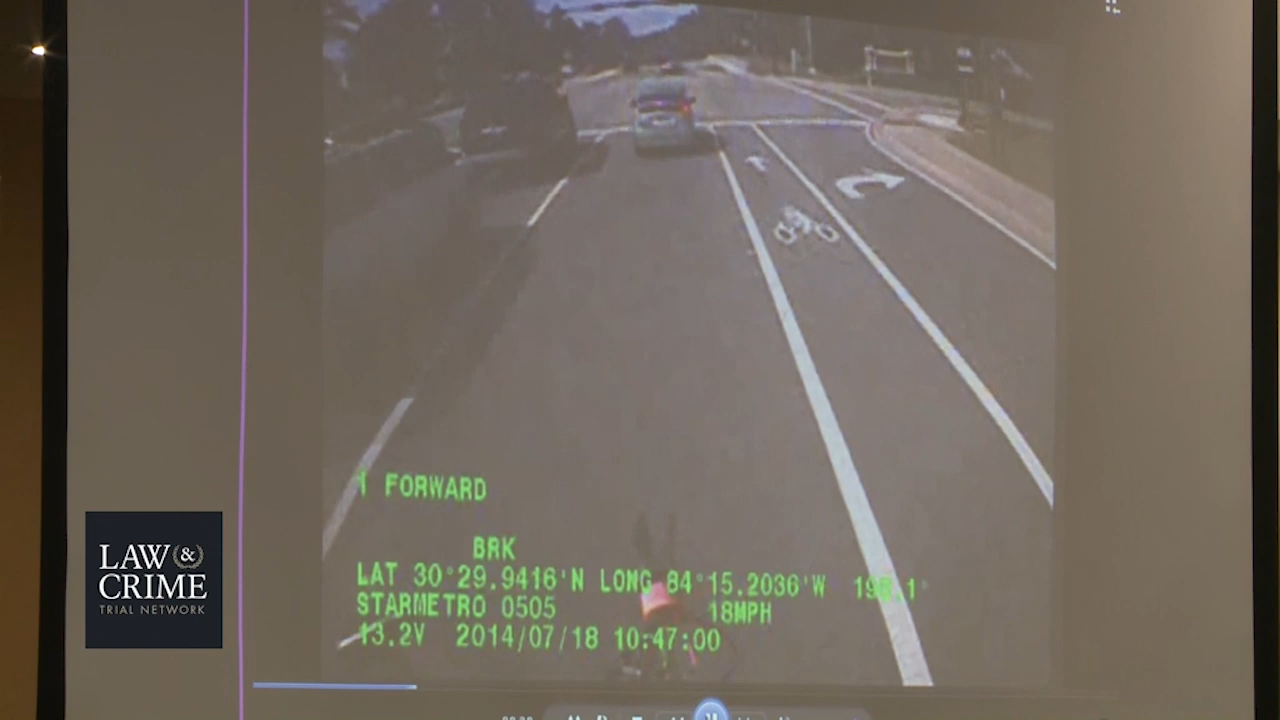 1 FORWARD
BRK
LAT 30°29.9416'N LONG 84°15.2036'W
STARMETRO 0505 18MPH
13.2V 2014/07/18 10:47:00
LAW &
CRIME
TRIAL NETWORK